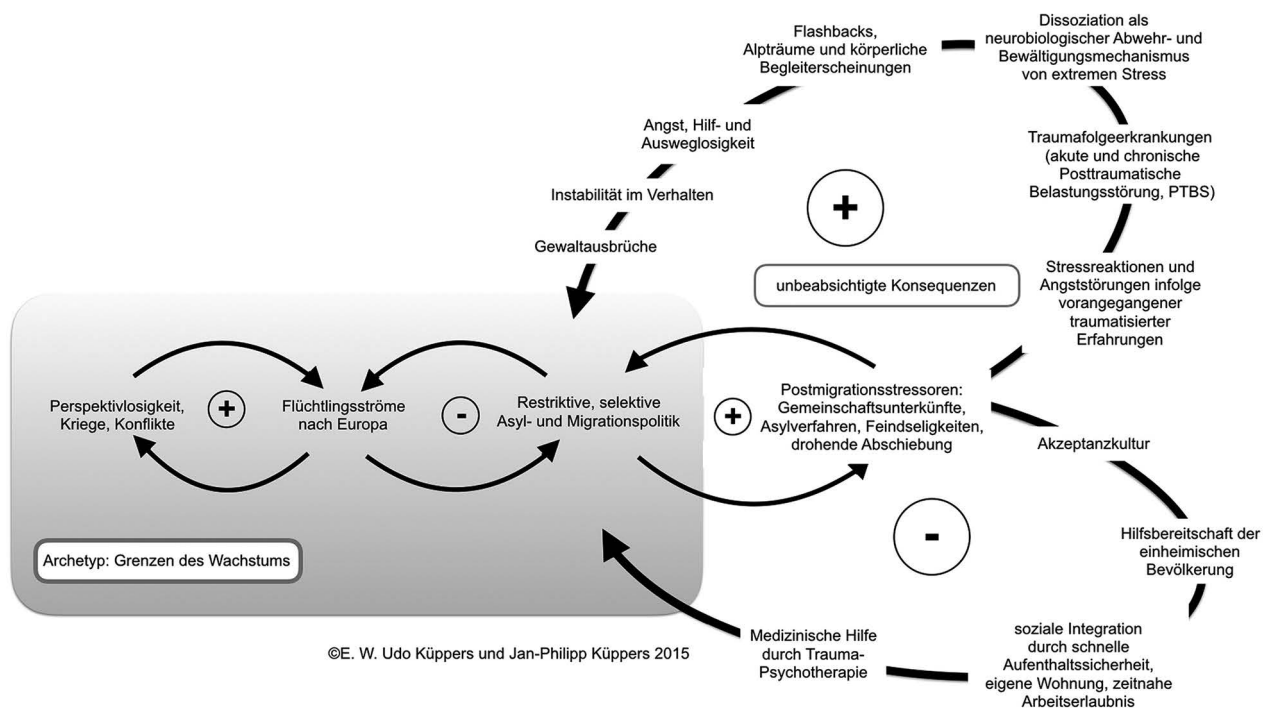 Dissoziation als
neurobiologischer Abwehr- und
Bewältigungsmechanismus
von extremen Stress
Flashbacks,
Alpträume und körperliche
Begleiterscheinungen
Angst, Hilf- und
Ausweglosigkeit
Traumafolgeerkrankungen
(akute und chronische
Posttraumatische
Belastungsstörung, PTBS)
Instabilität im Verhalten
+
Gewaltausbrüche
unbeabsichtigte Konsequenzen
Stressreaktionen und
Angststörungen infolge
vorangegangener
traumatisierter
Erfahrungen
Perspektivlosigkeit,
Kriege, Konflikte
+
Flüchtlingsströme
nach Europa
-
Restriktive, selektive
Asyl- und Migrationspolitik
+
Postmigrationsstressoren:
Gemeinschaftsunterkünfte,
Asylverfahren, Feindseligkeiten,
drohende Abschiebung
Akzeptanzkultur
-
Hilfsbereitschaft der
einheimischen
Bevölkerung
Archetyp: Grenzen des Wachstums
soziale Integration
durch schnelle
Aufenthaltssicherheit,
eigene Wohnung, zeitnahe
Arbeitserlaubnis
Medizinische Hilfe
durch Trauma-
Psychotherapie
©E. W. Udo Küppers und Jan-Philipp Küppers 2015